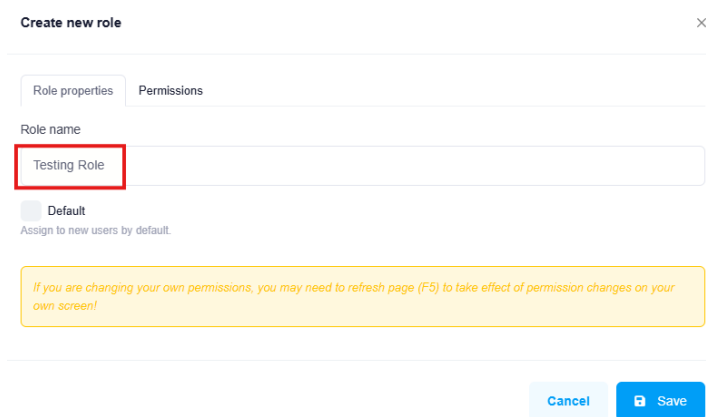 Create new role
Role properties
Permissions
Role name
Testing Role
Default
Assign to new users by default.
If you are changing your own permissions, you may need to refresh page (F5) to take effect of permission changes on your
own screen!
Cancel
Save